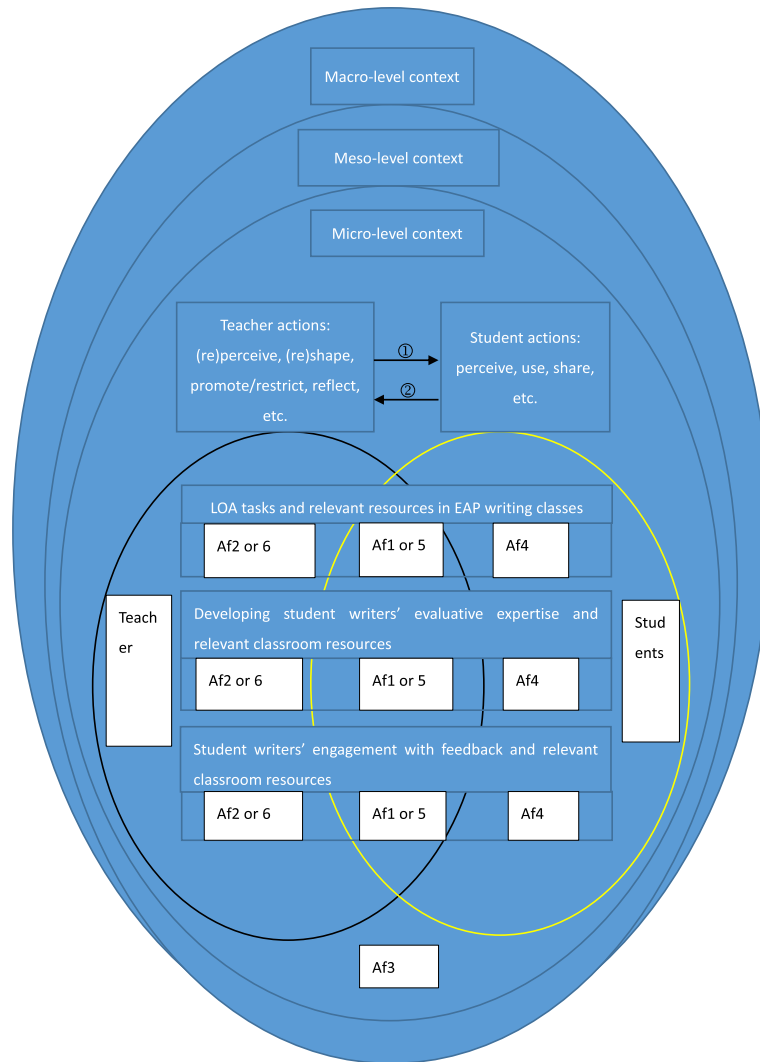 Macro-level context
Meso-level context
Micro-level context
Teacher actions:
(re)perceive, (re)shape,
promote/restrict, reflect,
etc.
①
②
Student actions:
perceive, use, share,
etc.
LOA tasks and relevant resources in EAP writing classes
Af2 or 6
Af1 or 5
Af4
Teach
er
Developing student writers’ evaluative expertise and
relevant classroom resources
Stud
ents
Af2 or 6
Af1 or 5
Af4
Student writers’ engagement with feedback and relevant
classroom resources
Af2 or 6
Af1 or 5
Af4
Af3